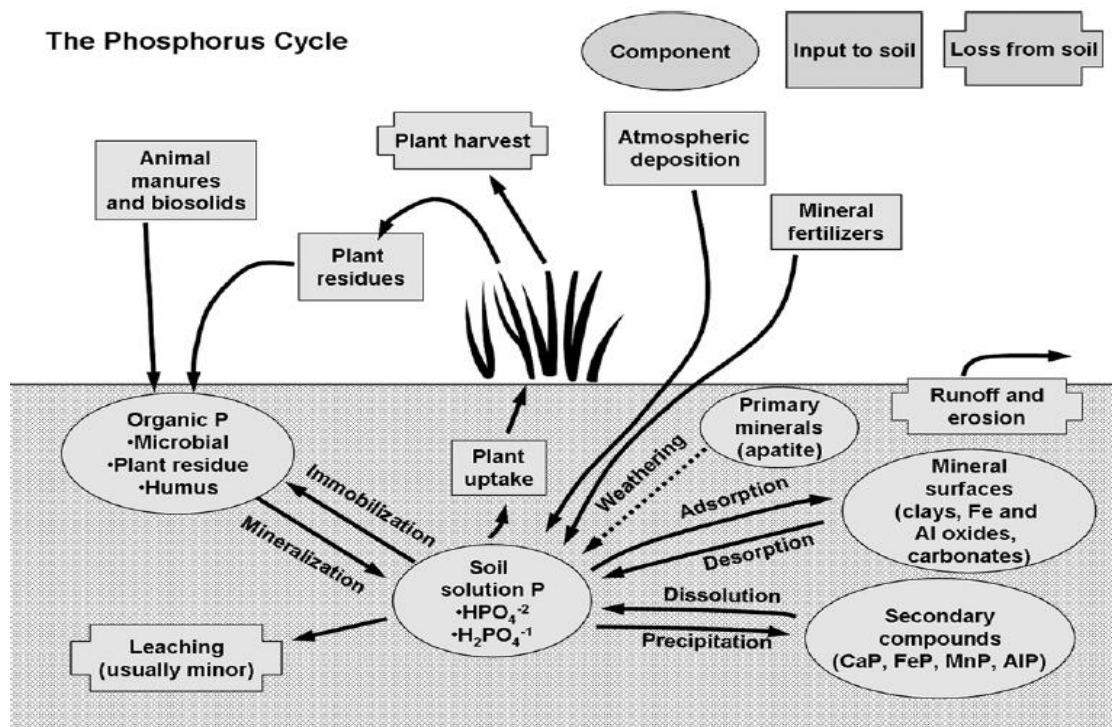 The Phosphorus Cycle
Component
Input to soil
Loss from soil
Plant harvest
Atmospheric
deposition
Animal
manures
and biosolids
Mineral
fertilizers
Plant
residues
Organic P
•Microbial
•Plant residue
•Humus
Primary
minerals
(apatite)
Runoff and
erosion
Plant
uptake
Immobilization
Mineralization
Weathering
Adsorption
Desorption
Mineral
surfaces
(clays, Fe and
Al oxides,
carbonates)
Soil
solution P
•HPO₄⁻²
•H₂PO₄⁻¹
Dissolution
Precipitation
Secondary
compounds
(CaP, FeP, MnP, AlP)
Leaching
(usually minor)